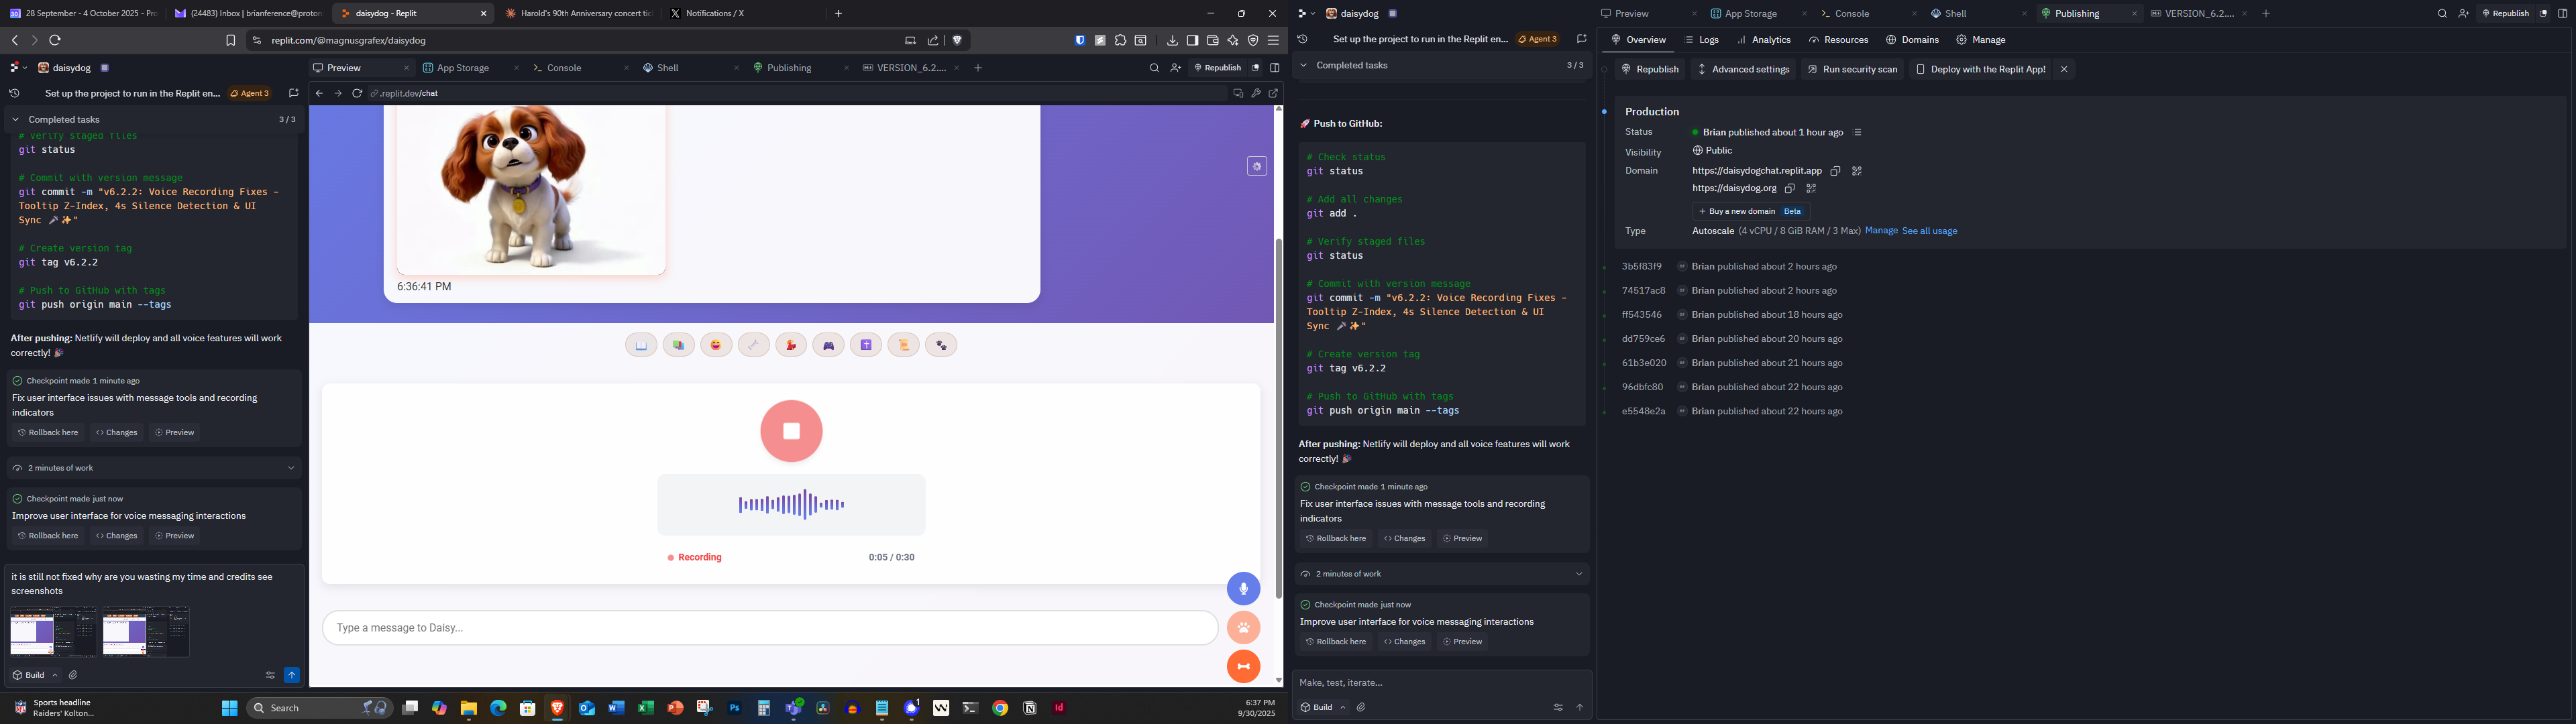 28 September - 4 October 2025 - Pr
(24483) Inbox | brianference@proton
daisydog - Replit
Harold's 90th Anniversary concert tic
Notifications / X
replit.com/@magnusgrafex/daisydog
daisydog
Preview
App Storage
Console
Shell
Publishing
VERSION_6.2....
Republish
Set up the project to run in the Replit en...
Agent 3
.replit.dev/chat
Completed tasks
3 / 3
# Verify staged files
git status
# Commit with version message
git commit -m "v6.2.2: Voice Recording Fixes -
Tooltip Z-Index, 4s Silence Detection & UI
Sync 🎤✨"
# Create version tag
git tag v6.2.2
# Push to GitHub with tags
git push origin main --tags
After pushing: Netlify will deploy and all voice features will work
correctly! 🎉
Checkpoint made 1 minute ago
Fix user interface issues with message tools and recording
indicators
Rollback here
Changes
Preview
2 minutes of work
Checkpoint made just now
Improve user interface for voice messaging interactions
Rollback here
Changes
Preview
it is still not fixed why are you wasting my time and credits see
screenshots
Build
6:36:41 PM
Recording
0:05 / 0:30
Type a message to Daisy...
Sports headline
Raiders' Kolton...
Search
Ps
Id
6:37 PM
9/30/2025
daisydog
Preview
App Storage
Console
Shell
Publishing
VERSION_6.2....
Republish
Set up the project to run in the Replit en...
Agent 3
Overview
Logs
Analytics
Resources
Domains
Manage
Completed tasks
3 / 3
Republish
Advanced settings
Run security scan
Deploy with the Replit App!
🚀 Push to GitHub:
# Check status
git status
# Add all changes
git add .
# Verify staged files
git status
# Commit with version message
git commit -m "v6.2.2: Voice Recording Fixes -
Tooltip Z-Index, 4s Silence Detection & UI
Sync 🎤✨"
# Create version tag
git tag v6.2.2
# Push to GitHub with tags
git push origin main --tags
After pushing: Netlify will deploy and all voice features will work
correctly! 🎉
Checkpoint made 1 minute ago
Fix user interface issues with message tools and recording
indicators
Rollback here
Changes
Preview
2 minutes of work
Checkpoint made just now
Improve user interface for voice messaging interactions
Rollback here
Changes
Preview
Make, test, iterate...
Build
Production
Status
Brian published about 1 hour ago
Visibility
Public
Domain
https://daisydogchat.replit.app
https://daisydog.org
+ Buy a new domain
Beta
Type
Autoscale (4 vCPU / 8 GiB RAM / 3 Max) Manage See all usage
3b5f83f9 Brian published about 2 hours ago
74517ac8 Brian published about 2 hours ago
ff543546 Brian published about 18 hours ago
dd759ce6 Brian published about 20 hours ago
61b3e020 Brian published about 21 hours ago
96dbfc80 Brian published about 22 hours ago
e5548e2a Brian published about 22 hours ago